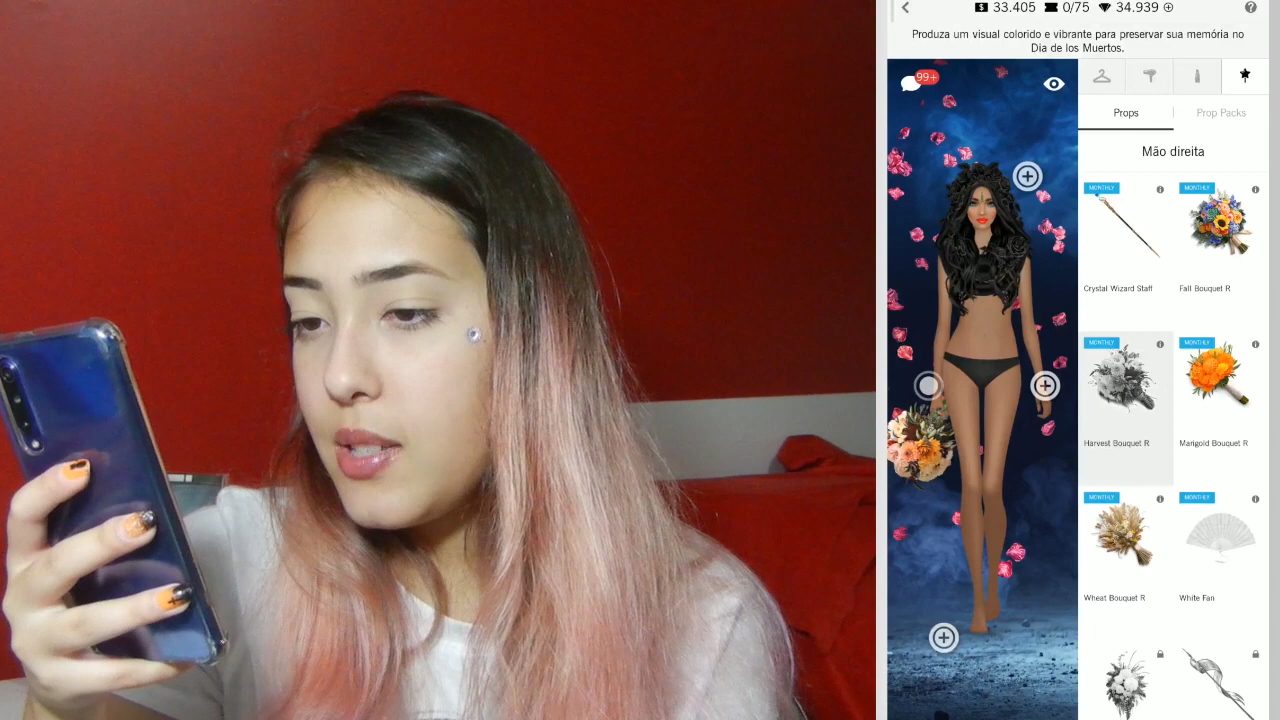 33.405 0/75 34.939
Produza um visual colorido e vibrante para preservar sua memória no
Dia de los Muertos.
99+
Props Prop Packs
Mão direita
MONTHLY MONTHLY
Crystal Wizard Staff Fall Bouquet R
MONTHLY MONTHLY
Harvest Bouquet R Marigold Bouquet R
MONTHLY MONTHLY
Wheat Bouquet R White Fan